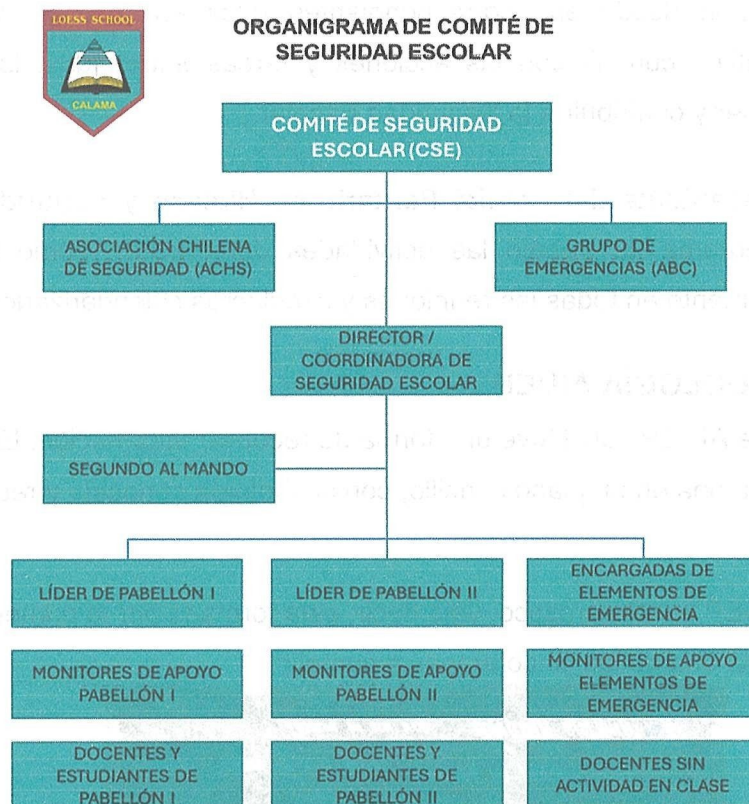 LOESS SCHOOL
CALAMA
ORGANIGRAMA DE COMITÉ DE
SEGURIDAD ESCOLAR
COMITÉ DE SEGURIDAD
ESCOLAR (CSE)
ASOCIACIÓN CHILENA
DE SEGURIDAD (ACHS)
GRUPO DE
EMERGENCIAS (ABC)
DIRECTOR /
COORDINADORA DE
SEGURIDAD ESCOLAR
SEGUNDO AL MANDO
LÍDER DE PABELLÓN I
LÍDER DE PABELLÓN II
ENCARGADAS DE
ELEMENTOS DE
EMERGENCIA
MONITORES DE APOYO
PABELLÓN I
MONITORES DE APOYO
PABELLÓN II
MONITORES DE APOYO
ELEMENTOS DE
EMERGENCIA
DOCENTES Y
ESTUDIANTES DE
PABELLÓN I
DOCENTES Y
ESTUDIANTES DE
PABELLÓN II
DOCENTES SIN
ACTIVIDAD EN CLASE